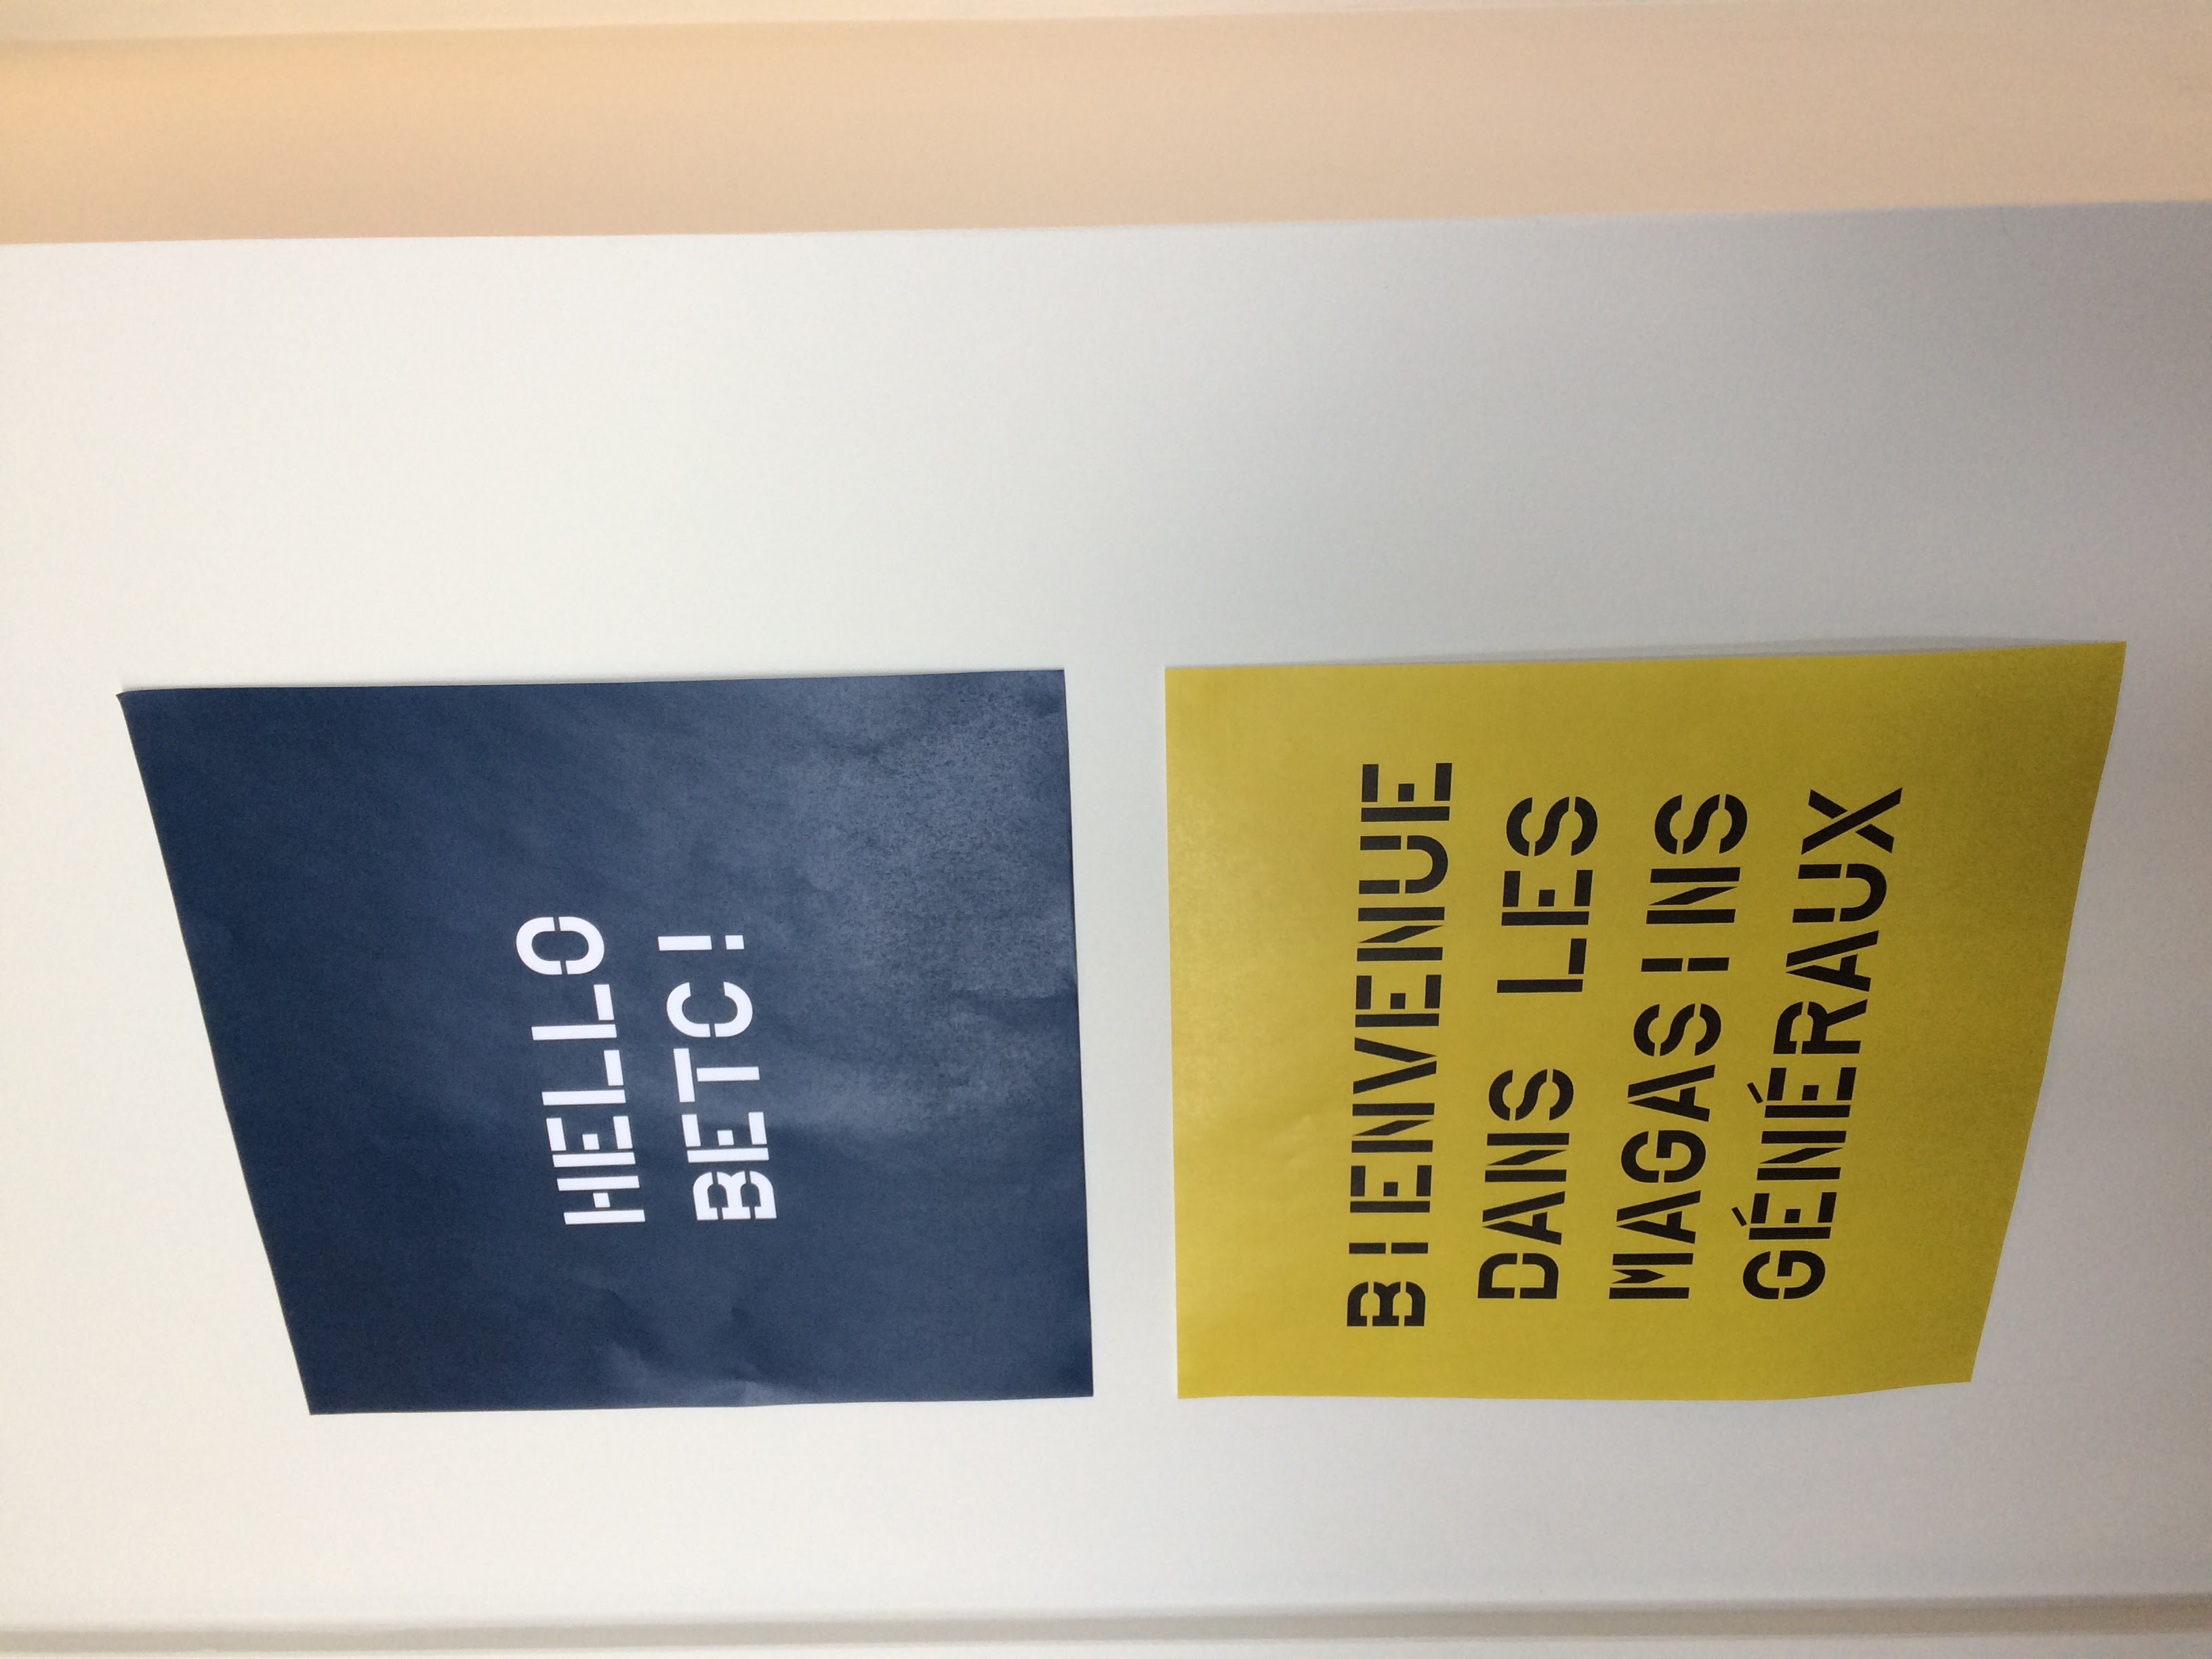 HELLO
BETC!
BIENVENUE
DANS LES
MAGASINS
GÉNÉRAUX